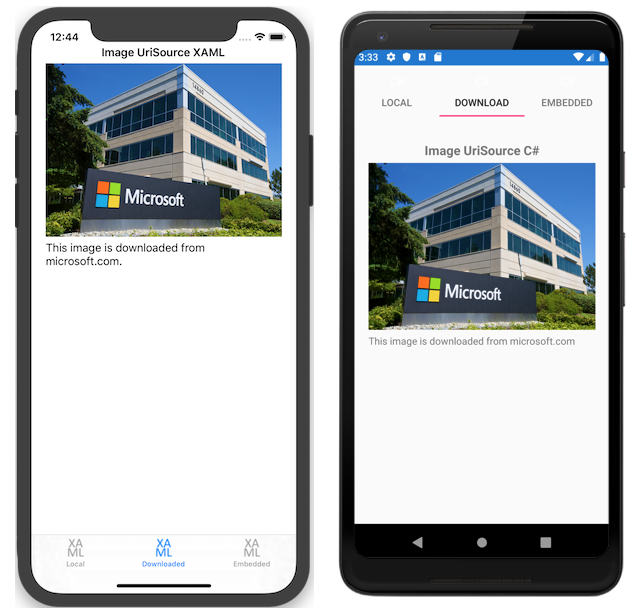 12:44
Image UriSource XAML
Microsoft
This image is downloaded from
microsoft.com.
XA
ML
Local
XA
ML
Downloaded
XA
ML
Embedded
3:33
LOCAL
DOWNLOAD
EMBEDDED
Image UriSource C#
Microsoft
This image is downloaded from microsoft.com